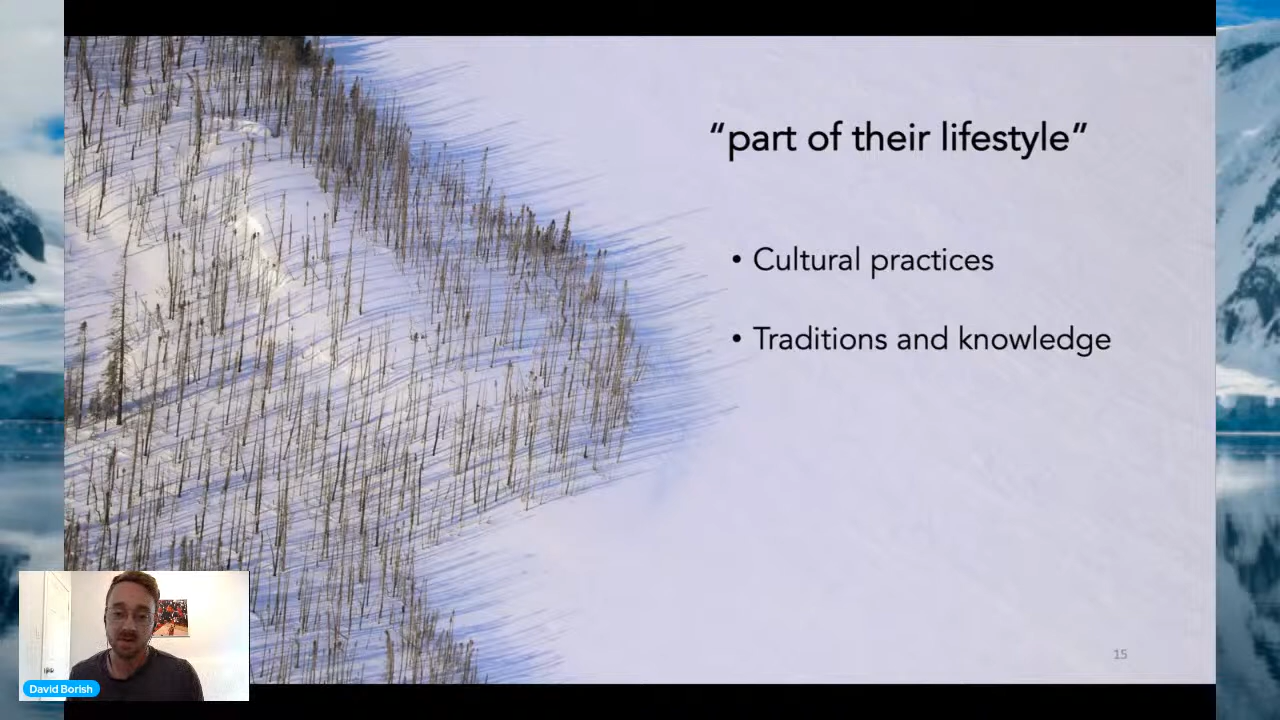 “part of their lifestyle”
• Cultural practices
• Traditions and knowledge
15
David Borish